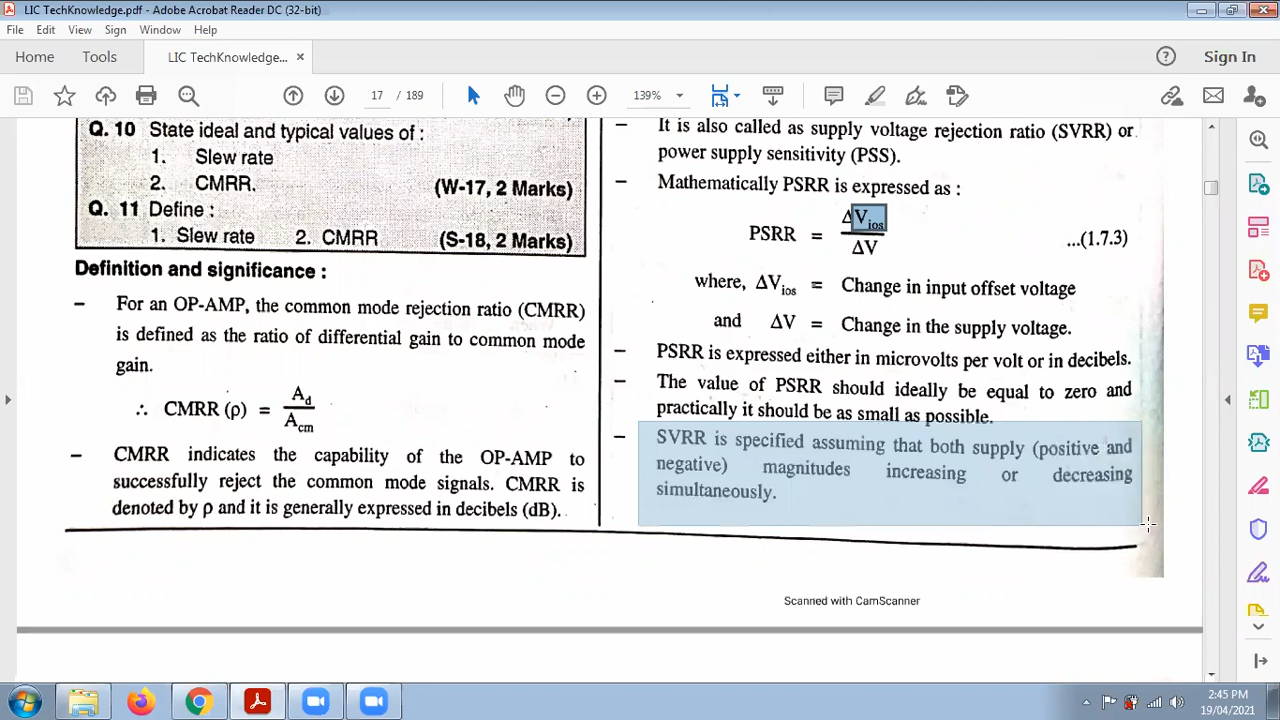 LIC TechKnowledge.pdf - Adobe Acrobat Reader DC (32-bit)
File Edit View Sign Window Help
Home Tools LIC TechKnowledge... × Sign In
17 / 189 139%
Q. 10 State ideal and typical values of :
1. Slew rate
2. CMRR. (W-17, 2 Marks)
Q. 11 Define :
1. Slew rate 2. CMRR (S-18, 2 Marks)
Definition and significance :
– For an OP-AMP, the common mode rejection ratio (CMRR)
is defined as the ratio of differential gain to common mode
gain.
∴ CMRR (ρ) = Ad / Acm
– CMRR indicates the capability of the OP-AMP to
successfully reject the common mode signals. CMRR is
denoted by ρ and it is generally expressed in decibels (dB).
– It is also called as supply voltage rejection ratio (SVRR) or
power supply sensitivity (PSS).
– Mathematically PSRR is expressed as :
PSRR = ΔVios / ΔV ...(1.7.3)
where, ΔVios = Change in input offset voltage
and ΔV = Change in the supply voltage.
– PSRR is expressed either in microvolts per volt or in decibels.
– The value of PSRR should ideally be equal to zero and
practically it should be as small as possible.
– SVRR is specified assuming that both supply (positive and
negative) magnitudes increasing or decreasing
simultaneously.
Scanned with CamScanner
2:45 PM
19/04/2021